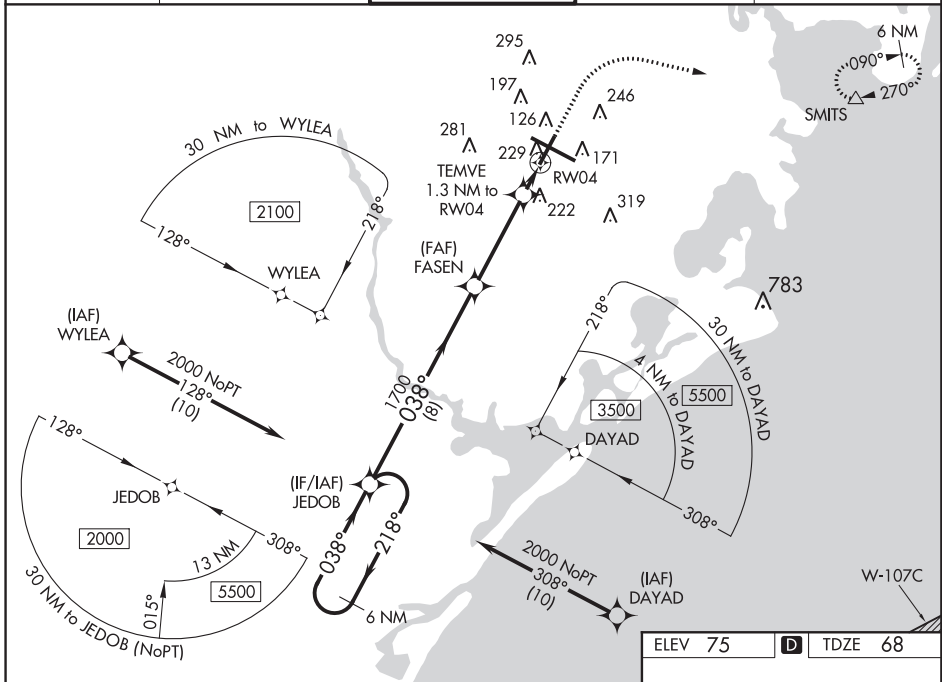 295
6 NM
090°
270°
SMITS
197
246
126
30 NM to WYLEA
281
229
171
TEMVE
1.3 NM to
RW04
RW04
2100
218°
222
319
128°
(FAF)
FASEN
WYLEA
783
218°
30 NM to DAYAD
(IAF)
WYLEA
4 NM to DAYAD
5500
2000 NoPT
128°
(10)
1700
038°
(8)
3500
DAYAD
128°
(IF/IAF)
JEDOB
JEDOB
308°
038°
218°
308°
2000
13 NM
2000 NoPT
308°
(10)
(IAF)
DAYAD
W-107C
5500
015°
30 NM to JEDOB (NoPT)
6 NM
ELEV 75 D TDZE 68